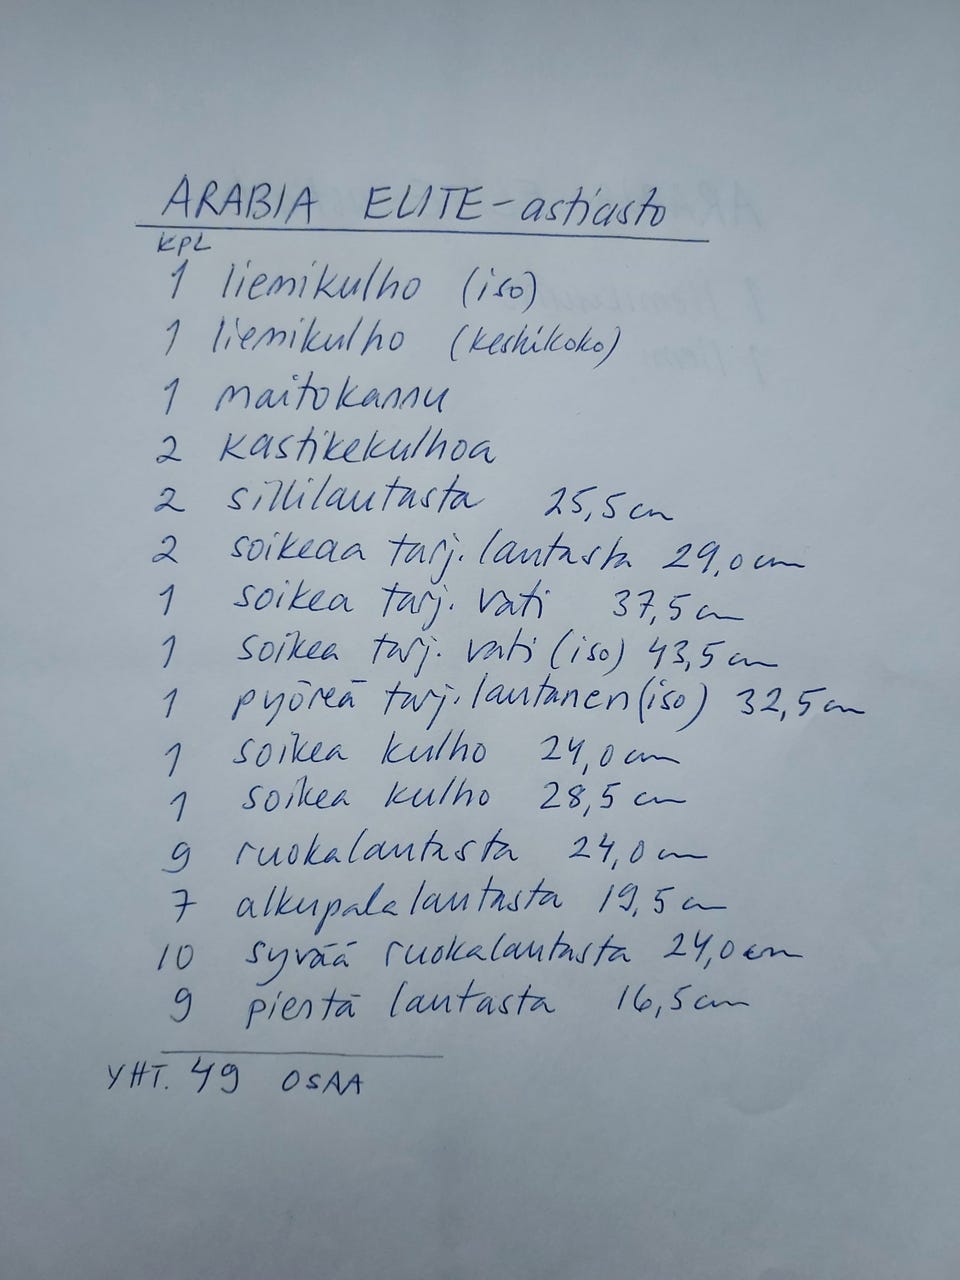 ARABIA ELITE-astiasto
KPL
1 liemikulho (iso)
1 liemikulho (keskikoko)
1 maitokannu
2 kastikekulhoa
2 sillilautasta 25,5 cm
2 soikeaa tarj. lautasta 29,0 cm
1 soikea tarj. vati 37,5 cm
1 soikea tarj. vati (iso) 43,5 cm
1 pyöreä tarj. lautanen (iso) 32,5 cm
1 soikea kulho 24,0 cm
1 soikea kulho 28,5 cm
9 ruokalautasta 24,0 cm
7 alkupalalautasta 19,5 cm
10 syvää ruokalautasta 24,0 cm
9 pientä lautasta 16,5 cm
YHT. 49 OSAA